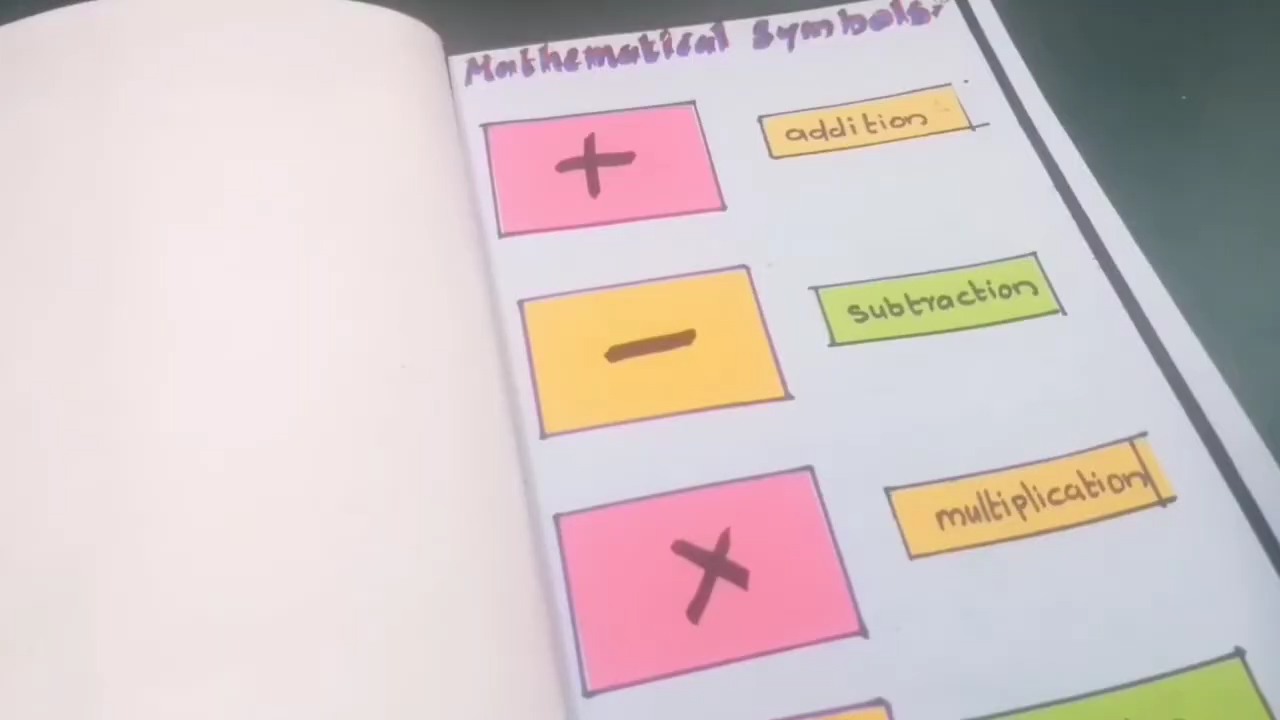 Mathematical Symbols.
+ addition
- subtraction
× multiplication